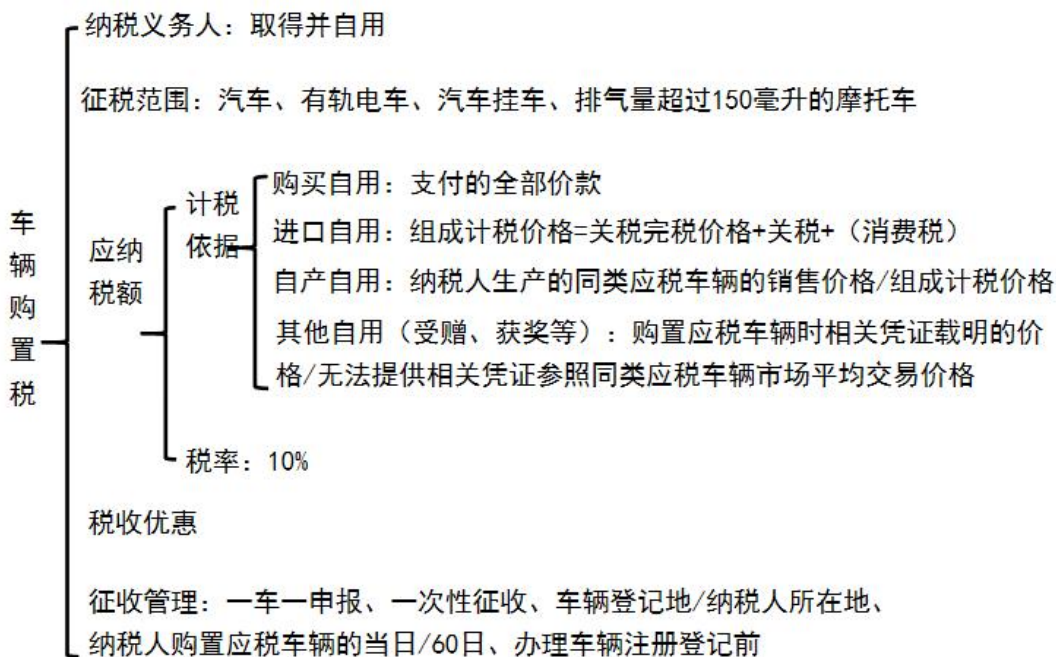 纳税义务人：取得并自用
征税范围：汽车、有轨电车、汽车挂车、排气量超过150毫升的摩托车
车辆购置税
应纳税额
计税依据
购买自用：支付的全部价款
进口自用：组成计税价格=关税完税价格+关税+（消费税）
自产自用：纳税人生产的同类应税车辆的销售价格/组成计税价格
其他自用（受赠、获奖等）：购置应税车辆时相关凭证载明的价
格/无法提供相关凭证参照同类应税车辆市场平均交易价格
税率：10%
税收优惠
征收管理：一车一申报、一次性征收、车辆登记地/纳税人所在地、
纳税人购置应税车辆的当日/60日、办理车辆注册登记前